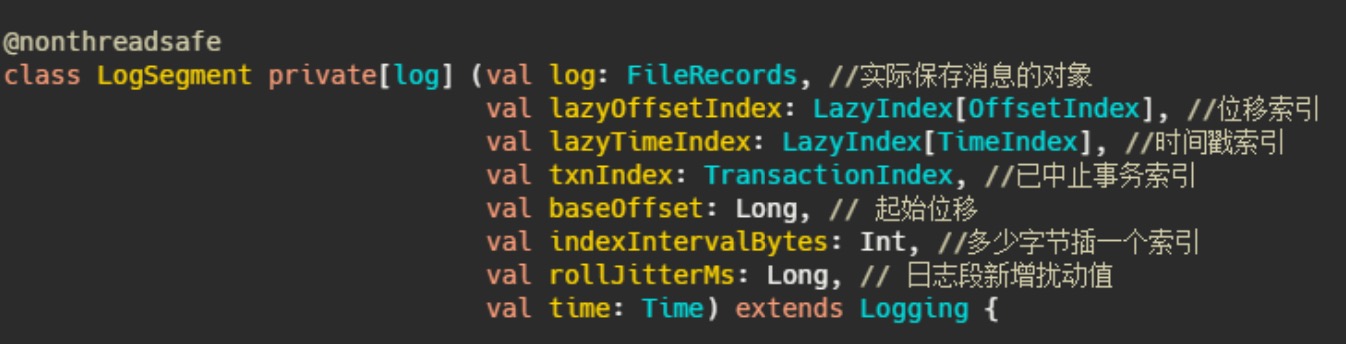 @nonthreadsafe
class LogSegment private[log] (val log: FileRecords, //实际保存消息的对象
val lazyOffsetIndex: LazyIndex[OffsetIndex], //位移索引
val lazyTimeIndex: LazyIndex[TimeIndex], //时间戳索引
val txnIndex: TransactionIndex, //已中止事务索引
val baseOffset: Long, // 起始位移
val indexIntervalBytes: Int, //多少字节插一个索引
val rollJitterMs: Long, // 日志段新增扰动值
val time: Time) extends Logging {